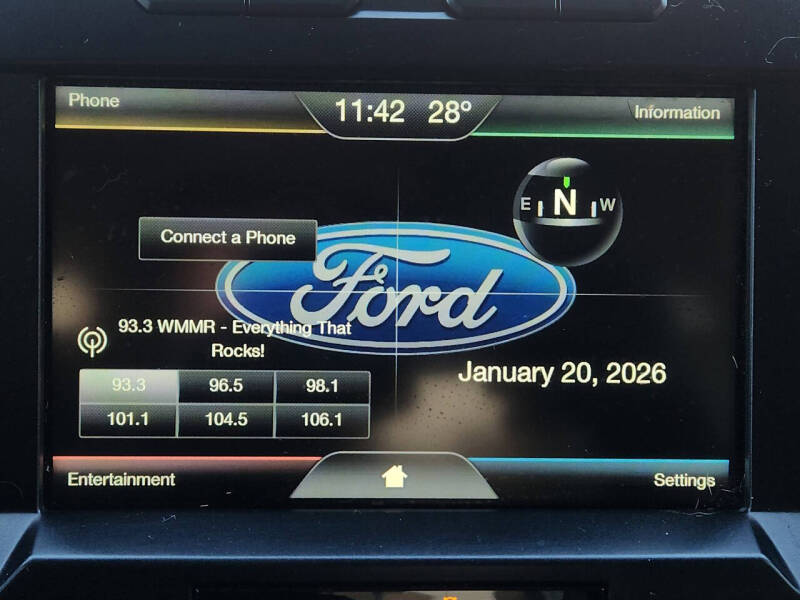 Phone
11:42 28°
Information
E N W
Connect a Phone
Ford
93.3 WMMR - Everything That
Rocks!
93.3 96.5 98.1
101.1 104.5 106.1
January 20, 2026
Entertainment
Settings